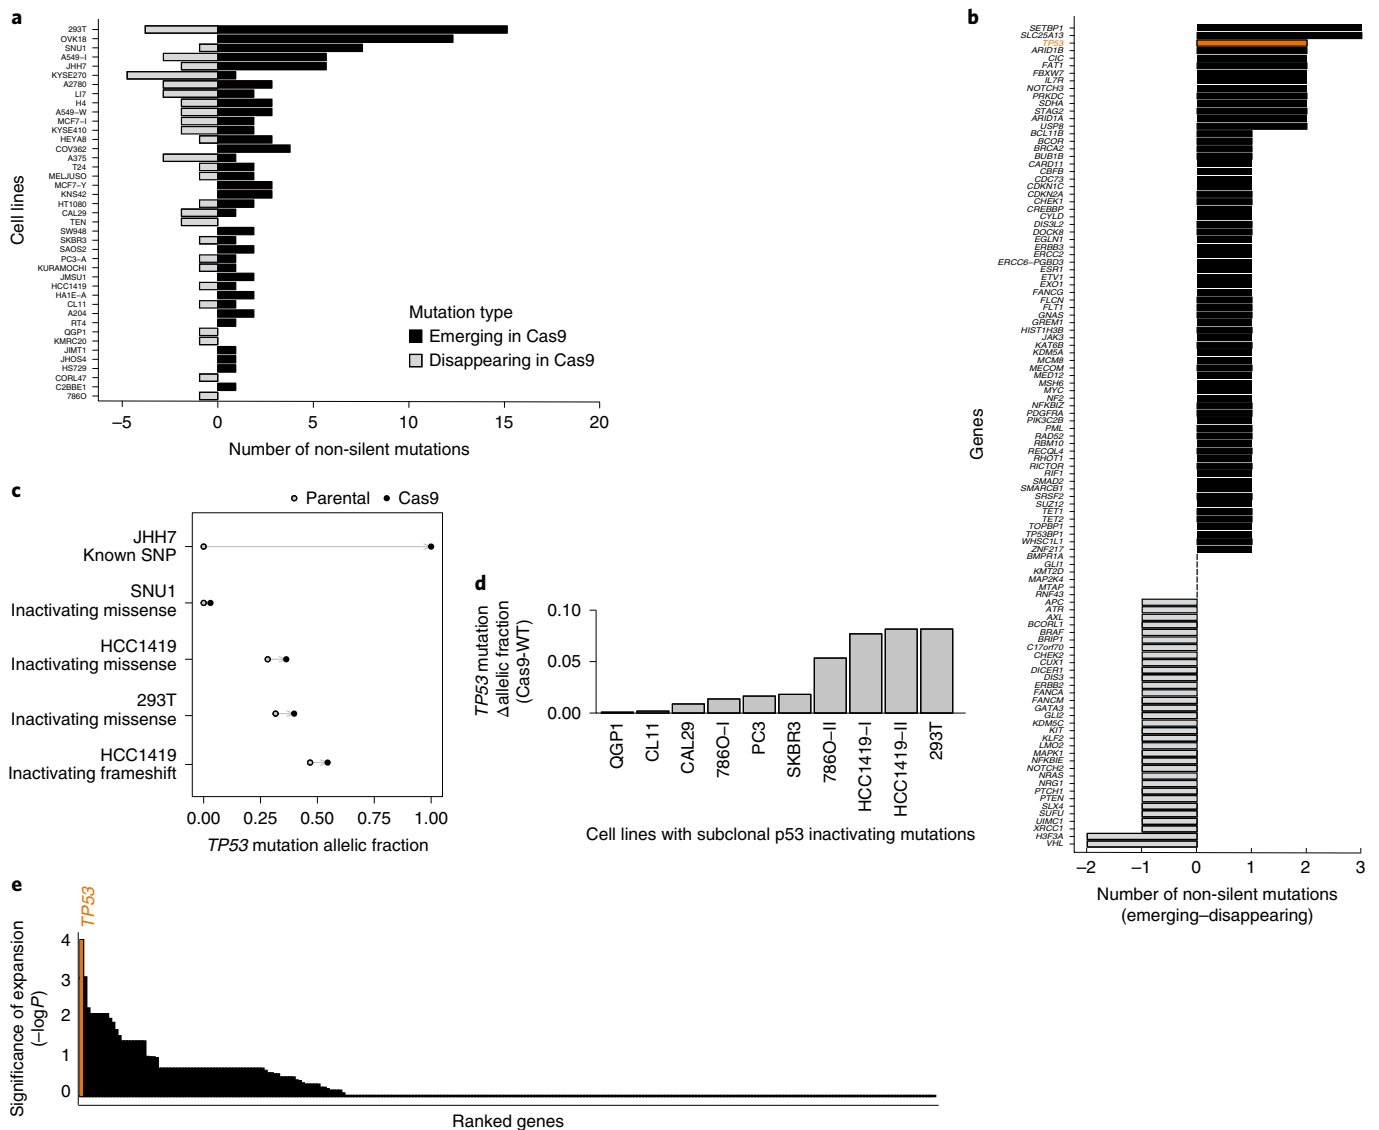 a
293T
OVK18
SNU1
A549−I
JHH7
KYSE270
A2780
LI7
H4
A549−W
MCF7−I
KYSE410
HEYA8
COV362
A375
T24
MELJUSO
MCF7−Y
KNS42
HT1080
CAL29
TEN
SW948
SKBR3
SAOS2
PC3−A
KURAMOCHI
JMSU1
HCC1419
HA1E−A
CL11
A204
RT4
QGP1
KMRC20
JIMT1
JHOS4
HS729
CORL47
C2BBE1
786O
Cell lines
−5 0 5 10 15 20
Number of non-silent mutations
Mutation type
Emerging in Cas9
Disappearing in Cas9
b
SETBP1
SLC25A13
TP53
ARID1B
CIC
FAT1
FBXW7
IL7R
NOTCH3
PRKDC
SDHA
STAG2
ARID1A
USP8
BCL11B
BCOR
BRCA2
BUB1B
CARD11
CBFB
CDC73
CDKN1C
CDKN2A
CHEK1
CREBBP
CYLD
DIS3L2
DOCK8
EGLN1
ERBB3
ERCC2
ERCC6−PGBD3
ESR1
ETV1
EXO1
FANCG
FLCN
FLT1
GNAS
GREM1
HIST1H3B
JAK3
KAT6B
KDM5A
MCM8
MECOM
MED12
MSH6
MYC
NF2
NFKBIZ
PDGFRA
PIK3C2B
PML
RAD52
RBM10
RECQL4
RHOT1
RICTOR
RIF1
SMAD2
SMARCB1
SRSF2
SUZ12
TET1
TET2
TOPBP1
TP53BP1
WHSC1L1
ZNF217
BMPR1A
GLI1
KMT2D
MAP2K4
MTAP
RNF43
APC
ATR
AXL
BCORL1
BRAF
BRIP1
C17orf70
CHEK2
CUX1
DICER1
DIS3
ERBB2
FANCA
FANCM
GATA3
GLI2
KDM5C
KIT
KLF2
LMO2
MAPK1
NFKBIE
NOTCH2
NRAS
NRG1
PTCH1
PTEN
SLX4
SUFU
UIMC1
XRCC1
H3F3A
VHL
Genes
−2 −1 0 1 2 3
Number of non-silent mutations
(emerging–disappearing)
c
Parental Cas9
JHH7
Known SNP
SNU1
Inactivating missense
HCC1419
Inactivating missense
293T
Inactivating missense
HCC1419
Inactivating frameshift
0.00 0.25 0.50 0.75 1.00
TP53 mutation allelic fraction
d
TP53 mutation
Δallelic fraction
(Cas9-WT)
0.10
0.05
0.00
QGP1
CL11
CAL29
786O−I
PC3
SKBR3
786O−II
HCC1419−I
HCC1419−II
293T
Cell lines with subclonal p53 inactivating mutations
e
TP53
Significance of expansion
(−logP)
4
3
2
1
0
Ranked genes